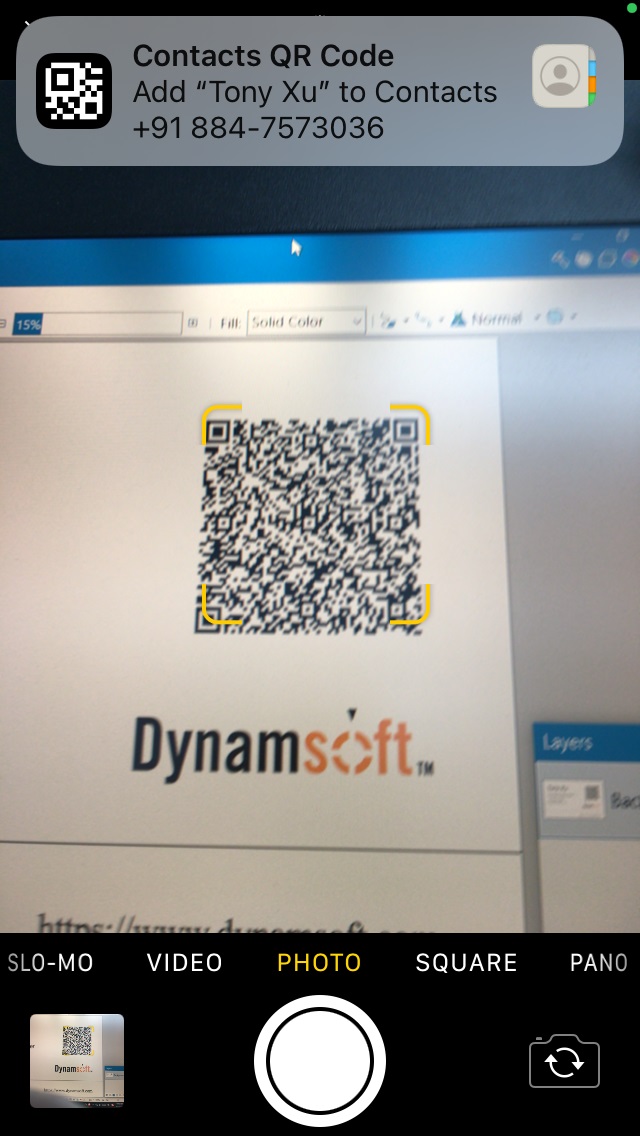 Contacts QR Code
Add “Tony Xu” to Contacts
+91 884-7573036
15%
Fill:
Solid Color
Normal
Dynamsoft™
Layers
https://www.dynamsoft.com
SLO-MO
VIDEO
PHOTO
SQUARE
PANO
Dynamsoft